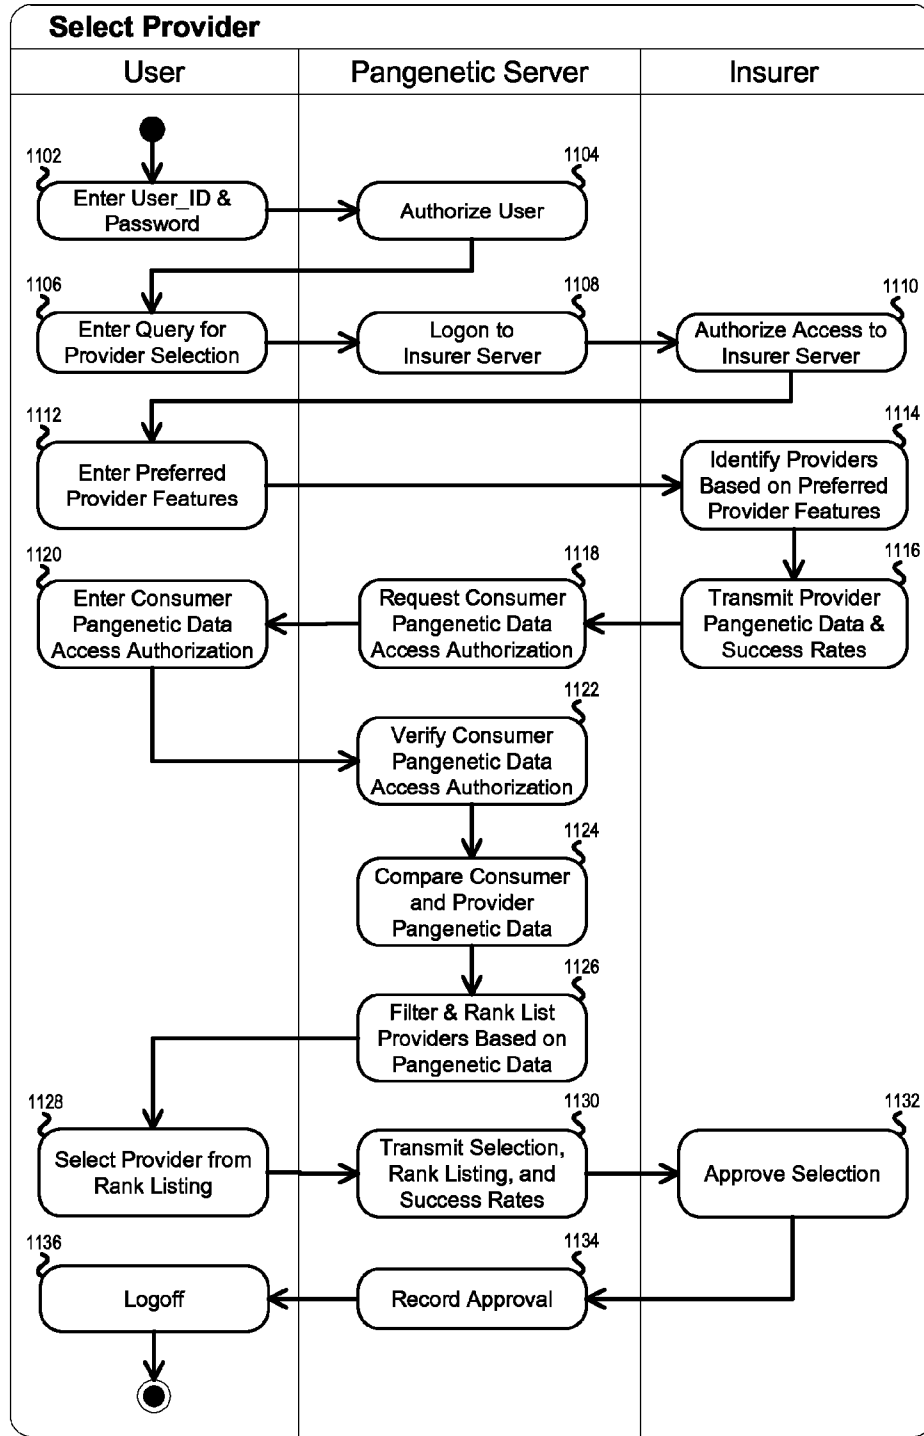 Select Provider
User
Pangenetic Server
Insurer
1102
Enter User_ID &
Password
1104
Authorize User
1106
Enter Query for
Provider Selection
1108
Logon to
Insurer Server
1110
Authorize Access to
Insurer Server
1112
Enter Preferred
Provider Features
1114
Identify Providers
Based on Preferred
Provider Features
1116
Transmit Provider
Pangenetic Data &
Success Rates
1118
Request Consumer
Pangenetic Data
Access Authorization
1120
Enter Consumer
Pangenetic Data
Access Authorization
1122
Verify Consumer
Pangenetic Data
Access Authorization
1124
Compare Consumer
and Provider
Pangenetic Data
1126
Filter & Rank List
Providers Based on
Pangenetic Data
1128
Select Provider from
Rank Listing
1130
Transmit Selection,
Rank Listing, and
Success Rates
1132
Approve Selection
1134
Record Approval
1136
Logoff